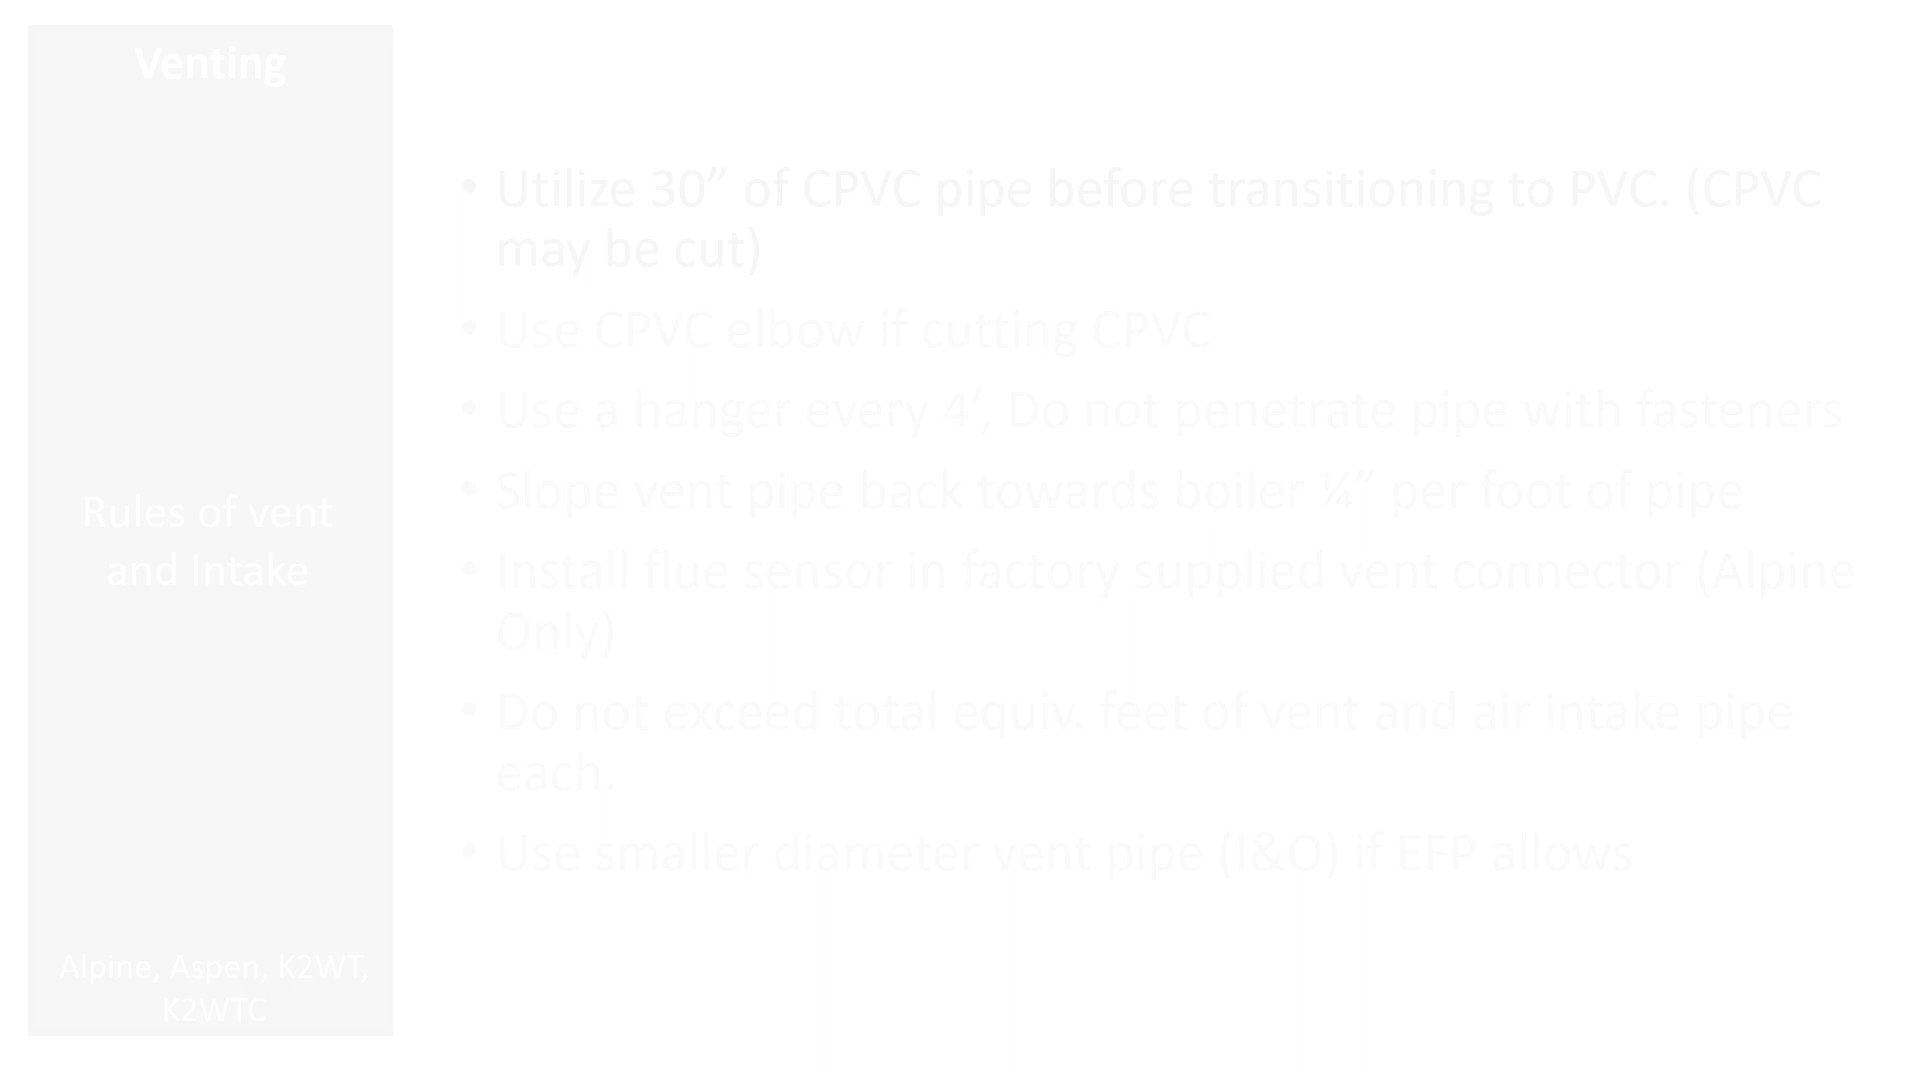 Venting
Rules of vent
and Intake
Alpine, Aspen, K2WT,
K2WTC
• Utilize 30” of CPVC pipe before transitioning to PVC. (CPVC
may be cut)
• Use CPVC elbow if cutting CPVC
• Use a hanger every 4’, Do not penetrate pipe with fasteners
• Slope vent pipe back towards boiler ¼” per foot of pipe
• Install flue sensor in factory supplied vent connector (Alpine
Only)
• Do not exceed total equiv. feet of vent and air intake pipe
each.
• Use smaller diameter vent pipe (I&O) if EFP allows